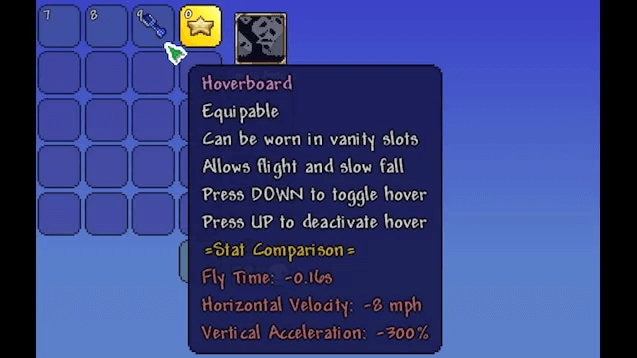 7 8 9 0
Hoverboard
Equipable
Can be worn in vanity slots
Allows flight and slow fall
Press DOWN to toggle hover
Press UP to deactivate hover
=Stat Comparison=
Fly Time: -0.16s
Horizontal Velocity: -8 mph
Vertical Acceleration: -300%